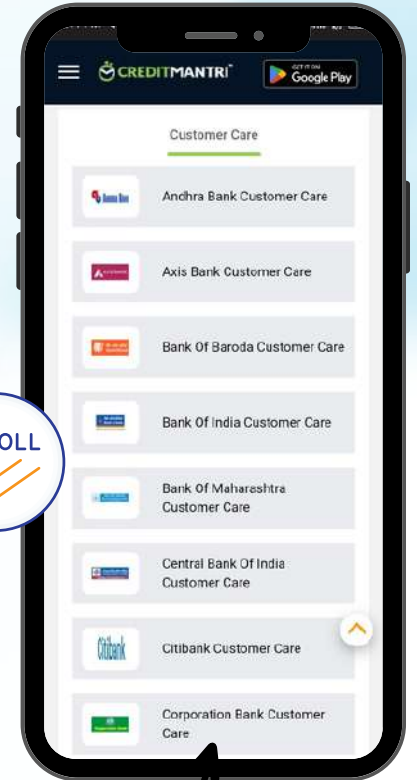 CREDITMANTRI
GET IT ON
Google Play
Customer Care
Andhra Bank Customer Care
Axis Bank Customer Care
Bank Of Baroda Customer Care
Bank Of India Customer Care
OLL
Bank Of Maharashtra
Customer Care
Central Bank Of India
Customer Care
Citibank
Citibank Customer Care
Corporation Bank Customer
Care